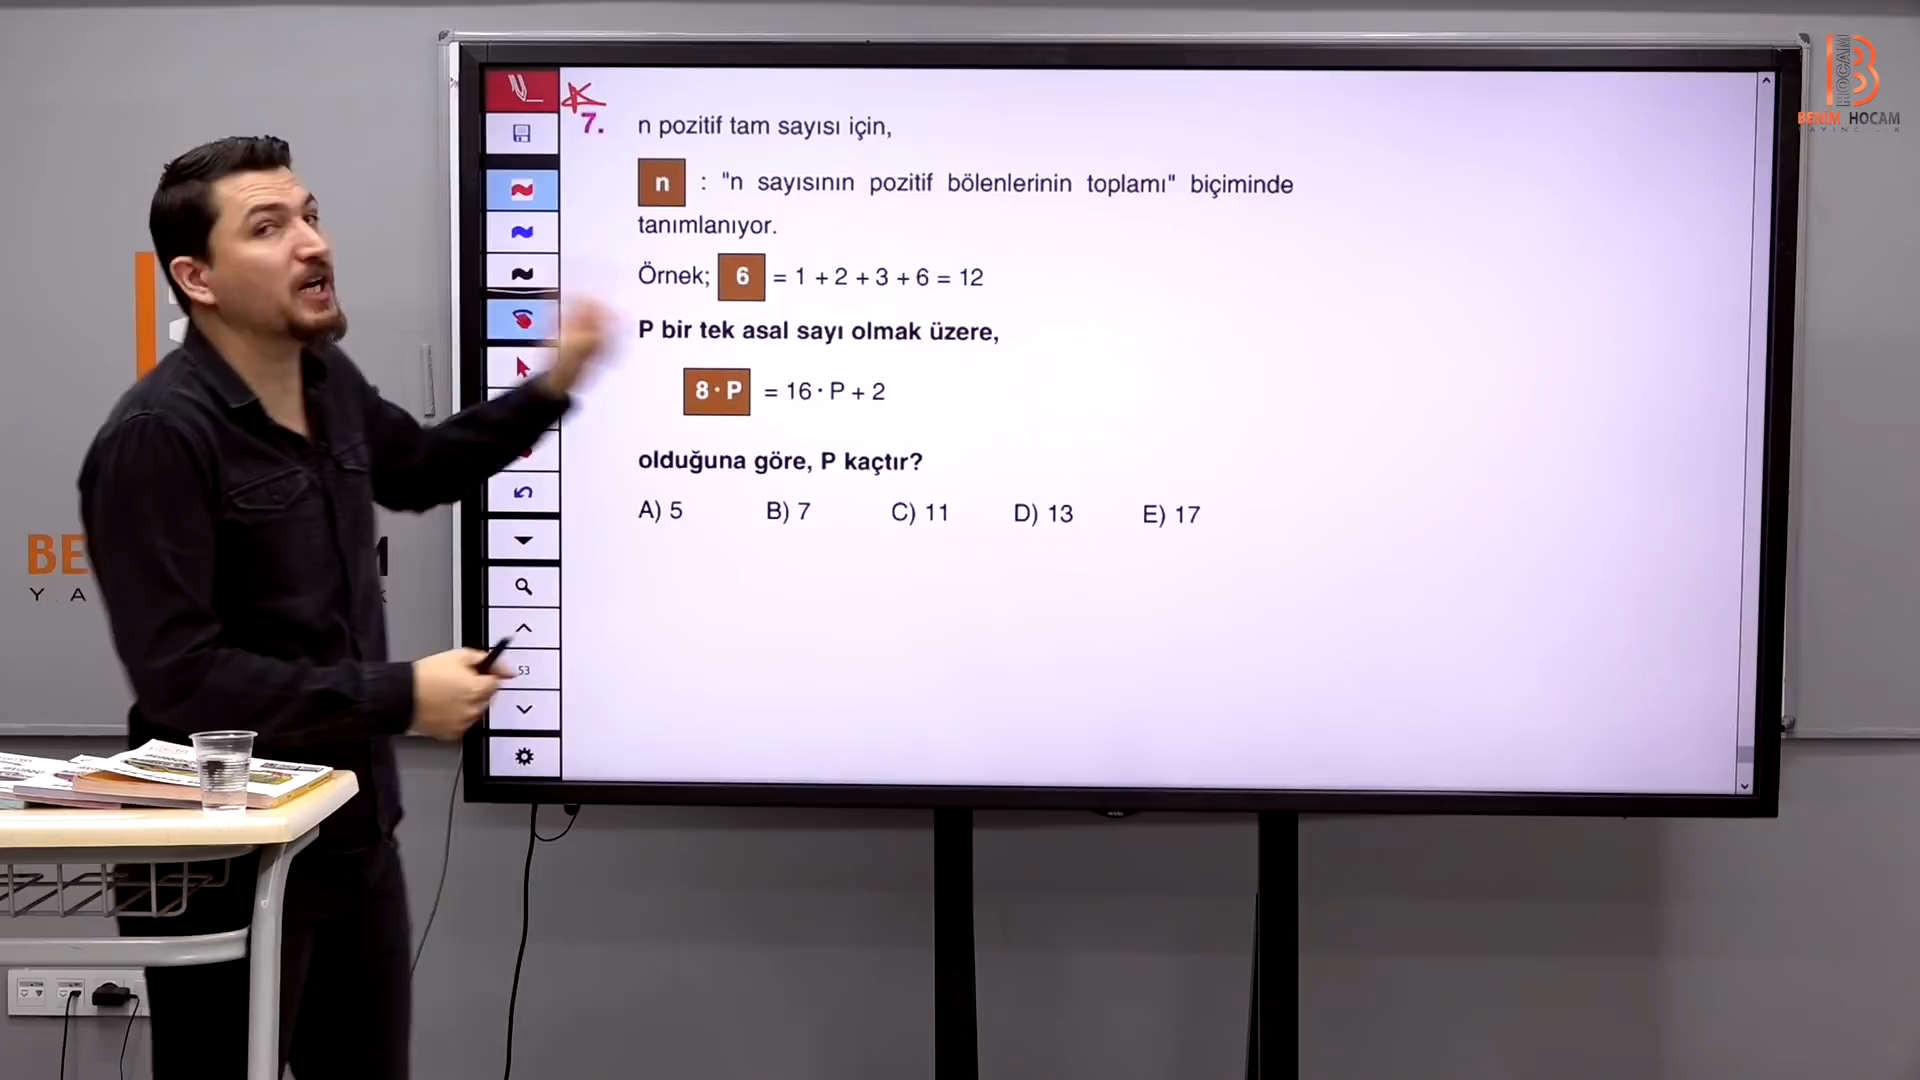 BENİM HOCAM
7. n pozitif tam sayısı için,
n : "n sayısının pozitif bölenlerinin toplamı" biçiminde
tanımlanıyor.
Örnek; 6 = 1 + 2 + 3 + 6 = 12
P bir tek asal sayı olmak üzere,
8 · P = 16 · P + 2
olduğuna göre, P kaçtır?
A) 5 B) 7 C) 11 D) 13 E) 17
53